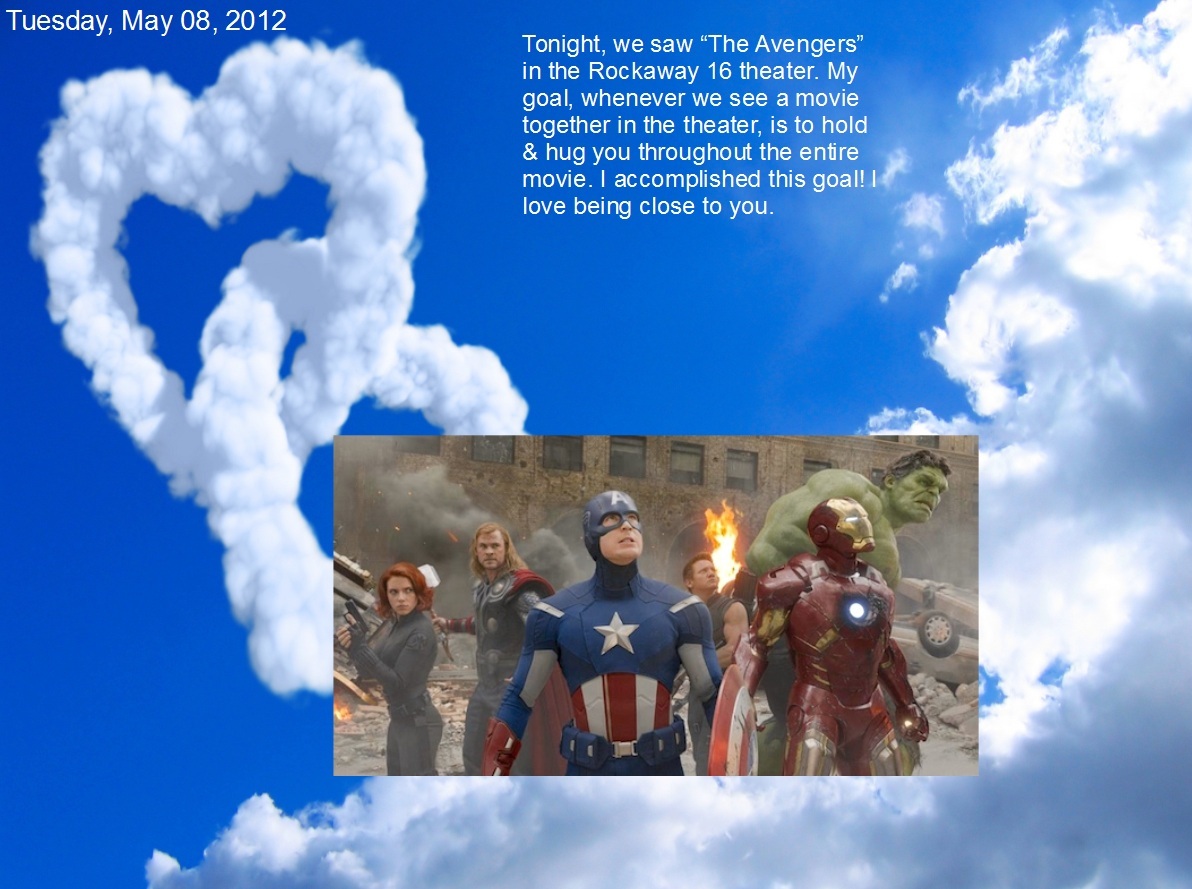 Tuesday, May 08, 2012
Tonight, we saw “The Avengers”
in the Rockaway 16 theater. My
goal, whenever we see a movie
together in the theater, is to hold
& hug you throughout the entire
movie. I accomplished this goal! I
love being close to you.
A